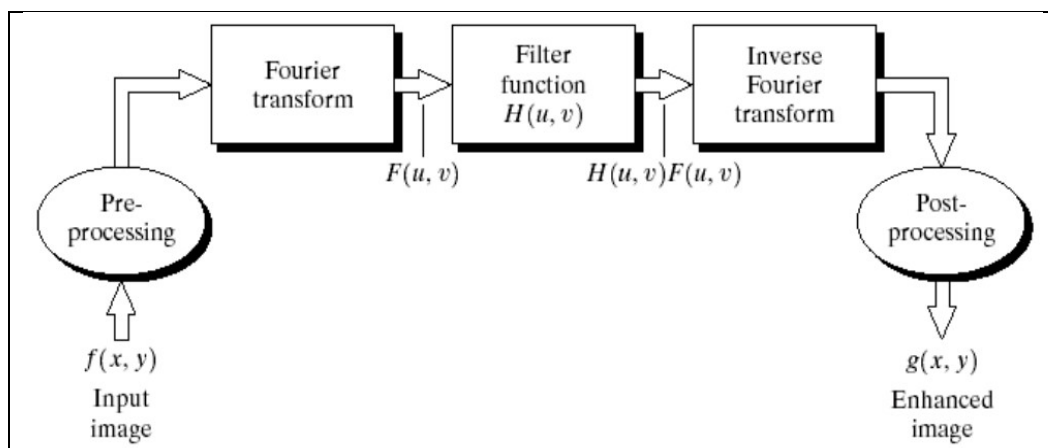 Fourier
transform
Filter
function
H(u, v)
Inverse
Fourier
transform
F(u, v)
H(u, v)F(u, v)
Pre-
processing
Post-
processing
f(x, y)
Input
image
g(x, y)
Enhanced
image